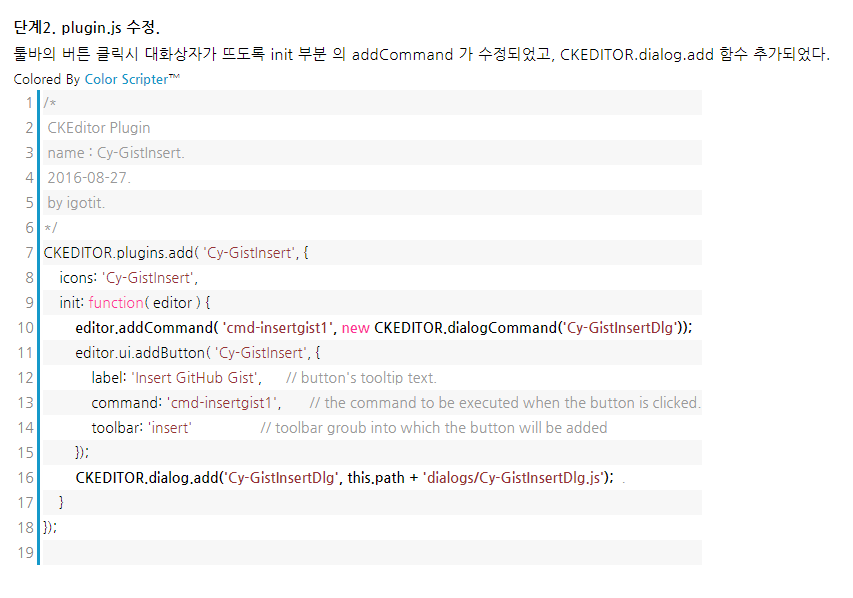 단계2. plugin.js 수정.
툴바의 버튼 클릭시 대화상자가 뜨도록 init 부분 의 addCommand 가 수정되었고, CKEDITOR.dialog.add 함수 추가되었다.
Colored By Color Scripter™
1 /*
2 CKEditor Plugin
3 name : Cy-GistInsert.
4 2016-08-27.
5 by igotit.
6 */
7 CKEDITOR.plugins.add( 'Cy-GistInsert', {
8 icons: 'Cy-GistInsert',
9 init: function( editor ) {
10 editor.addCommand( 'cmd-insertgist1', new CKEDITOR.dialogCommand('Cy-GistInsertDlg'));
11 editor.ui.addButton( 'Cy-GistInsert', {
12 label: 'Insert GitHub Gist', // button's tooltip text.
13 command: 'cmd-insertgist1', // the command to be executed when the button is clicked.
14 toolbar: 'insert' // toolbar groub into which the button will be added
15 });
16 CKEDITOR.dialog.add('Cy-GistInsertDlg', this.path + 'dialogs/Cy-GistInsertDlg.js'); .
17 }
18 });
19